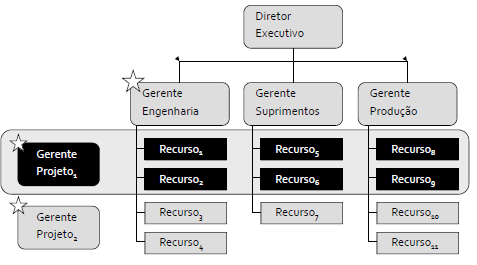 Diretor
Executivo
Gerente
Engenharia
Gerente
Suprimentos
Gerente
Produção
Gerente
Projeto₁
Recurso₁
Recurso₅
Recurso₈
Recurso₂
Recurso₆
Recurso₉
Gerente
Projeto₂
Recurso₃
Recurso₇
Recurso₁₀
Recurso₄
Recurso₁₁